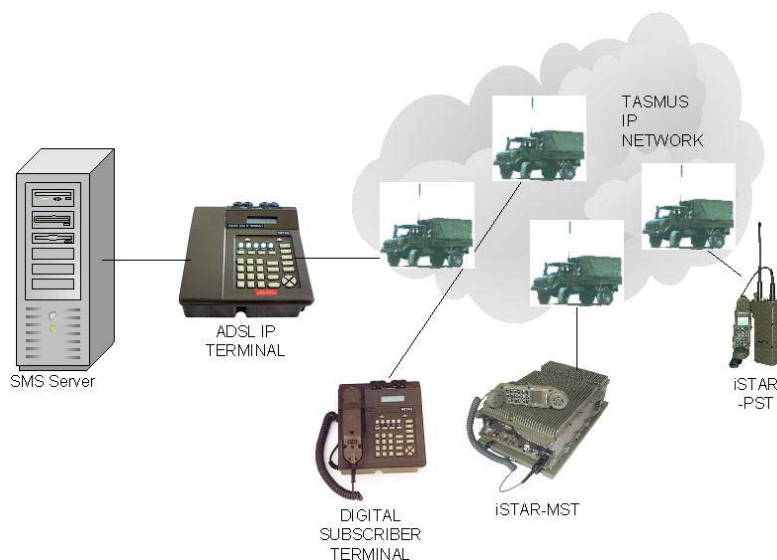 TASMUS
IP
NETWORK
ADSL IP
TERMINAL
SMS Server
iSTAR
-PST
iSTAR-MST
DIGITAL
SUBSCRIBER
TERMINAL